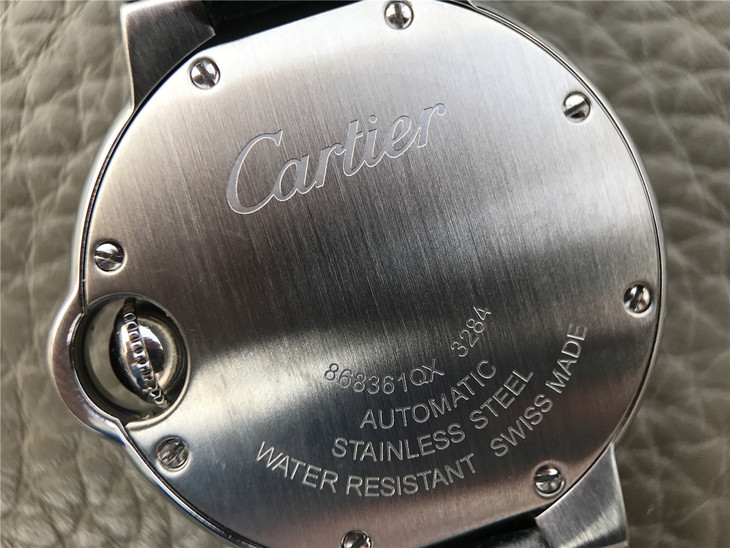 Cartier
868361QX 3284
AUTOMATIC
STAINLESS STEEL
WATER RESISTANT SWISS MADE